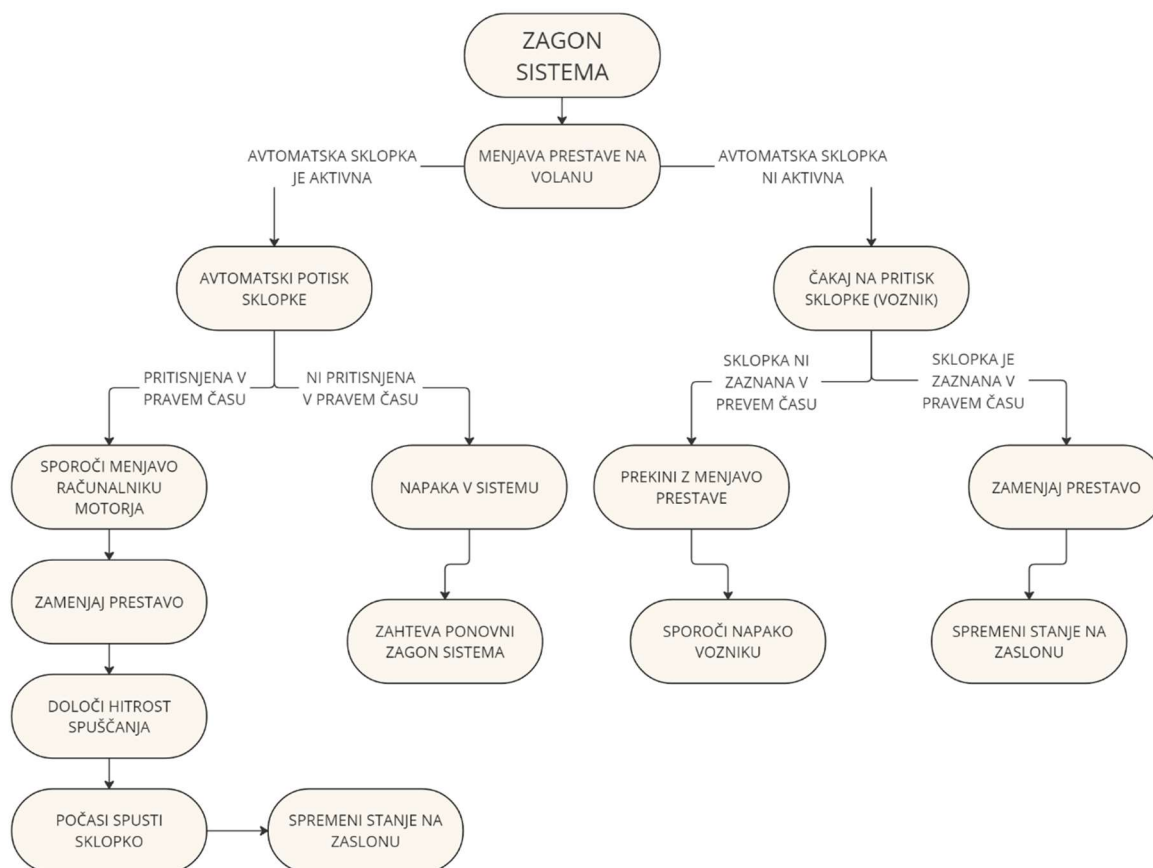 ZAGON
SISTEMA
MENJAVA PRESTAVE NA
VOLANU
AVTOMATSKA SKLOPKA
JE AKTIVNA
AVTOMATSKA SKLOPKA
NI AKTIVNA
AVTOMATSKI POTISK
SKLOPKE
ČAKAJ NA PRITISK
SKLOPKE (VOZNIK)
PRITISNJENA V
PRAVEM ČASU
NI PRITISNJENA
V PRAVEM ČASU
SKLOPKA NI
ZAZNANA V
PREVEM ČASU
SKLOPKA JE
ZAZNANA V
PRAVEM ČASU
SPOROČI MENJAVO
RAČUNALNIKU
MOTORJA
NAPAKA V SISTEMU
PREKINI Z MENJAVO
PRESTAVE
ZAMENJAJ PRESTAVO
ZAMENJAJ PRESTAVO
ZAHTEVA PONOVNI
ZAGON SISTEMA
SPOROČI NAPAKO
VOZNIKU
SPREMENI STANJE NA
ZASLONU
DOLOČI HITROST
SPUŠČANJA
POČASI SPUSTI
SKLOPKO
SPREMENI STANJE NA
ZASLONU